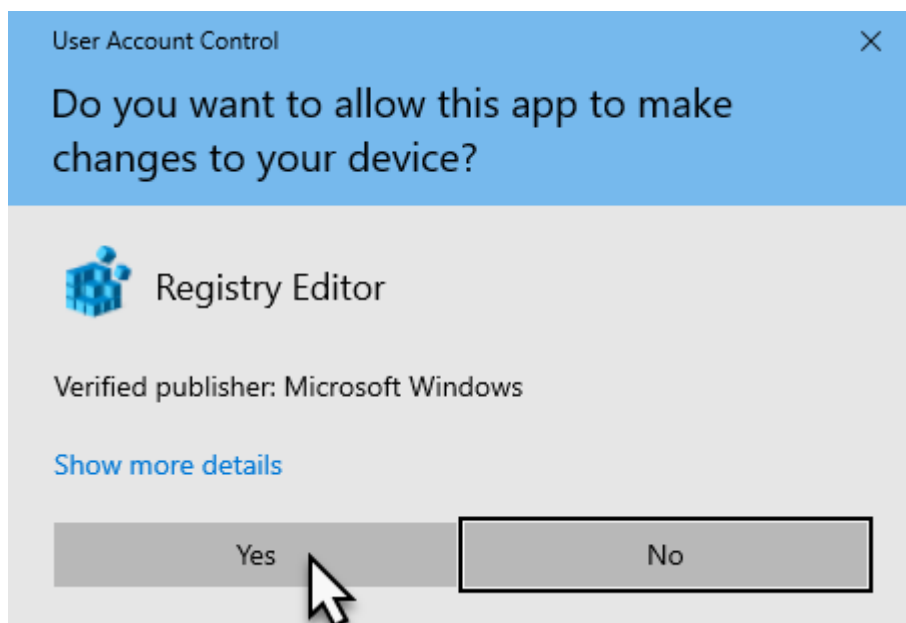 User Account Control
Do you want to allow this app to make
changes to your device?
Registry Editor
Verified publisher: Microsoft Windows
Show more details
Yes
No